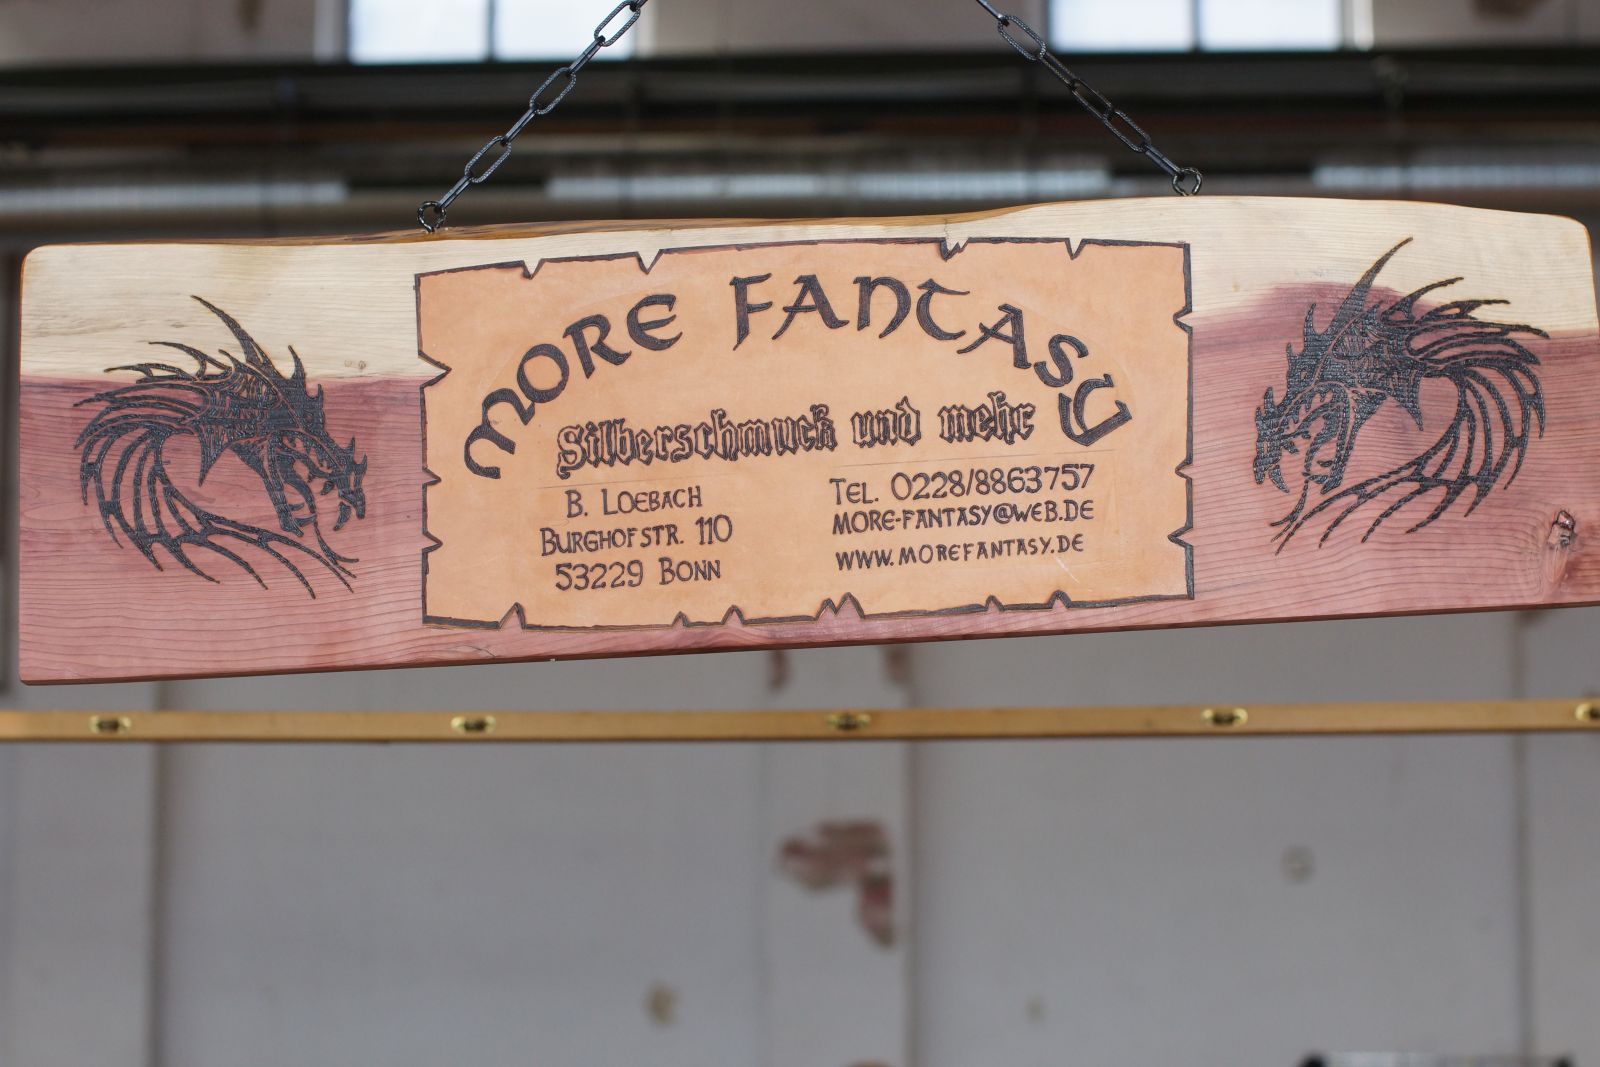 MORE FANTASY
Silberschmuck und mehr
B. LOEBACH
BURGHOFSTR. 110
53229 BONN
TEL. 0228/8863757
MORE-FANTASY@WEB.DE
WWW.MOREFANTASY.DE